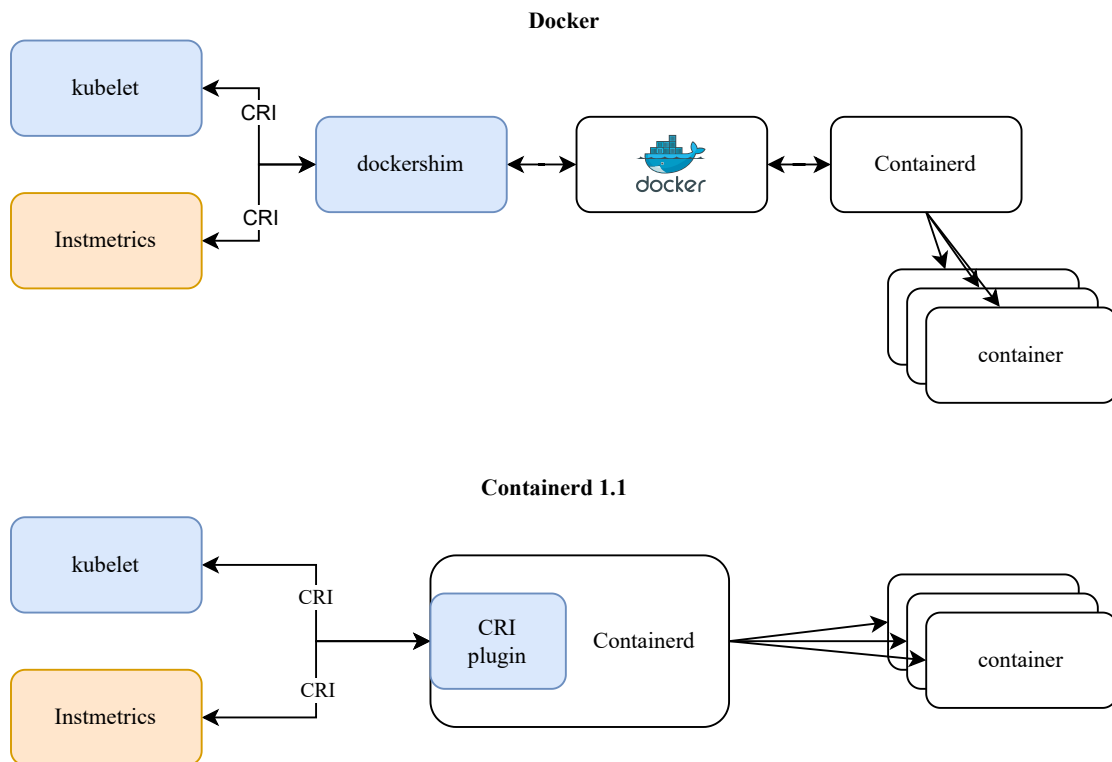 Docker
kubelet
CRI
dockershim
docker
Containerd
CRI
Instmetrics
container
Containerd 1.1
kubelet
CRI
CRI
plugin
Containerd
container
CRI
Instmetrics